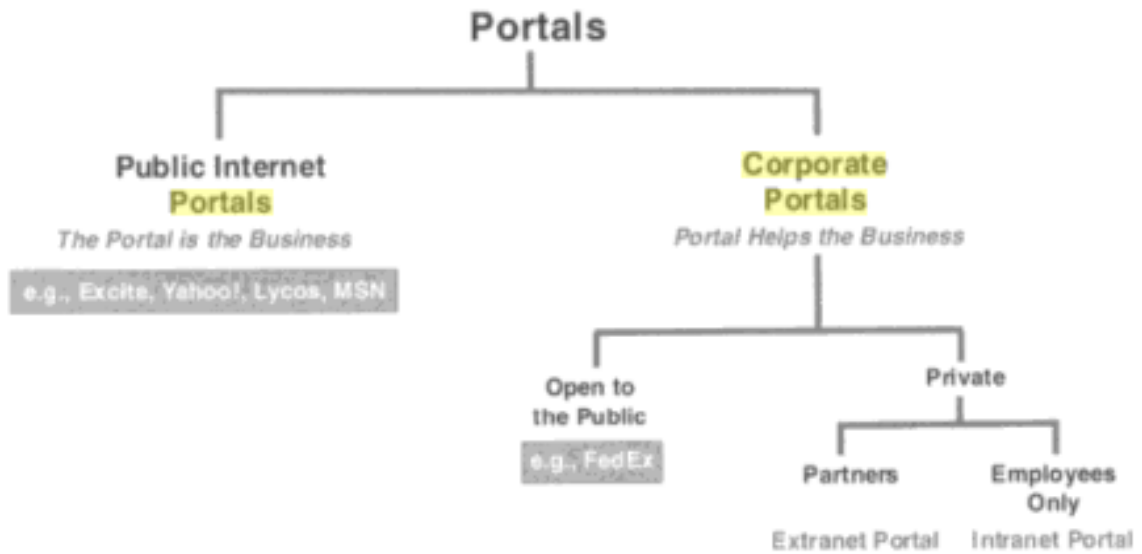 Portals
Public Internet
Portals
The Portal is the Business
e.g., Excite, Yahoo!, Lycos, MSN
Corporate
Portals
Portal Helps the Business
Open to
the Public
e.g., FedEx
Private
Partners
Extranet Portal
Employees
Only
Intranet Portal